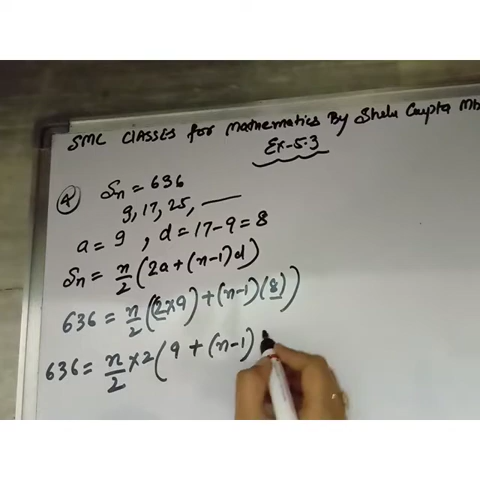 SMC Classes for Mathematics By Shelu Gupta
Ex-5.3
Q Sn = 636
9, 17, 25, ——
a = 9 , d = 17-9 = 8
Sn = n/2 (2a+(n-1)d)
636 = n/2 ((2×9) + (n-1)(8))
636 = n/2 ×2 ( 9 + (n-1)